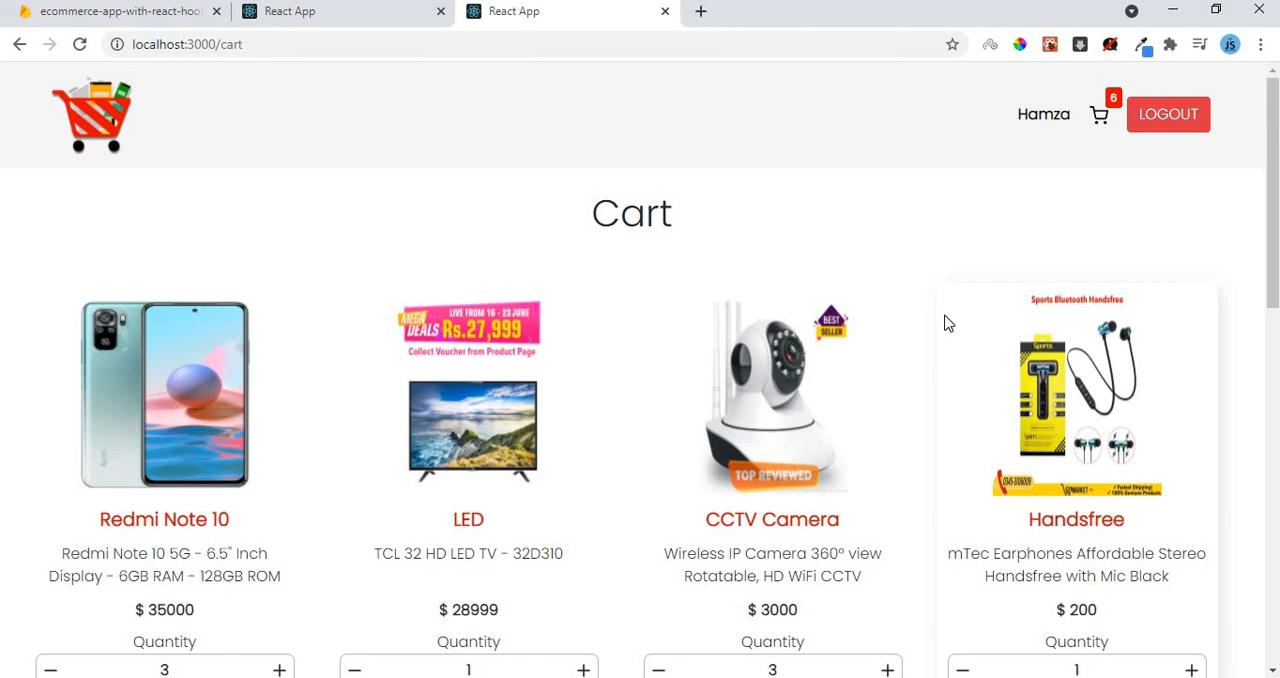 ecommerce-app-with-react-hool
React App
React App
localhost:3000/cart
JS
Hamza
6
LOGOUT
Cart
MEGA DEALS
LIVE FROM 16 - 23 JUNE
Rs.27,999
Collect Voucher from Product Page
BEST SELLER
TOP REVIEWED
Sports Bluetooth Handsfree
Sports
Redmi Note 10
LED
CCTV Camera
Handsfree
Redmi Note 10 5G - 6.5" Inch
Display - 6GB RAM - 128GB ROM
TCL 32 HD LED TV - 32D310
Wireless IP Camera 360° view
Rotatable, HD WiFi CCTV
mTec Earphones Affordable Stereo
Handsfree with Mic Black
$ 35000
$ 28999
$ 3000
$ 200
Quantity
Quantity
Quantity
Quantity
− 3 +
− 1 +
− 3 +
− 1 +